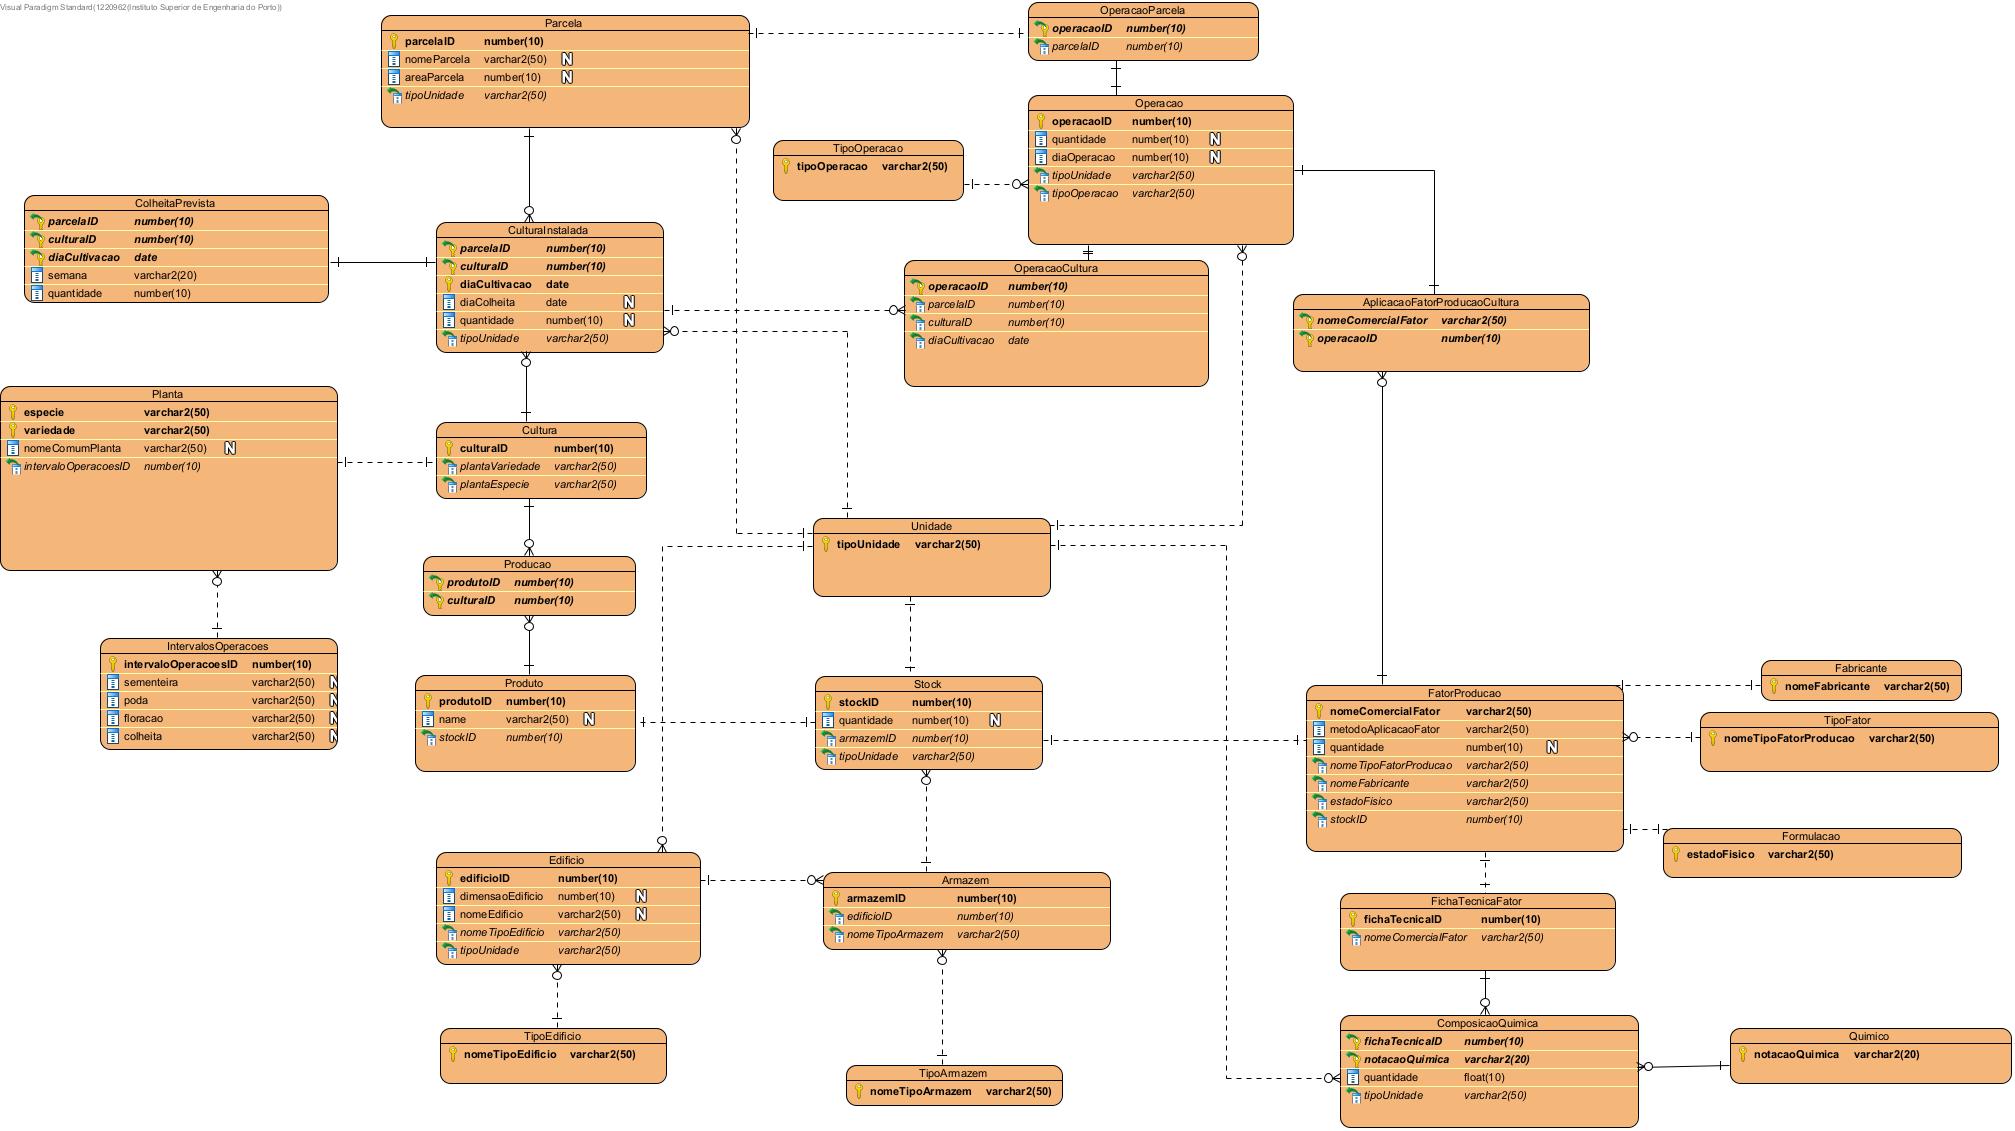 Visual Paradigm Standard(1220962(Instituto Superior de Engenharia do Porto))
Parcela
parcelaID number(10)
nomeParcela varchar2(50) N
areaParcela number(10) N
tipoUnidade varchar2(50)
OperacaoParcela
operacaoID number(10)
parcelaID number(10)
Operacao
operacaoID number(10)
quantidade number(10) N
diaOperacao number(10) N
tipoUnidade varchar2(50)
tipoOperacao varchar2(50)
TipoOperacao
tipoOperacao varchar2(50)
ColheitaPrevista
parcelaID number(10)
culturaID number(10)
diaCultivacao date
semana varchar2(20)
quantidade number(10)
CulturaInstalada
parcelaID number(10)
culturaID number(10)
diaCultivacao date
diaColheita date N
quantidade number(10) N
tipoUnidade varchar2(50)
OperacaoCultura
operacaoID number(10)
parcelaID number(10)
culturaID number(10)
diaCultivacao date
AplicacaoFatorProducaoCultura
nomeComercialFator varchar2(50)
operacaoID number(10)
Planta
especie varchar2(50)
variedade varchar2(50)
nomeComumPlanta varchar2(50) N
intervaloOperacoesID number(10)
Cultura
culturaID number(10)
plantaVariedade varchar2(50)
plantaEspecie varchar2(50)
Unidade
tipoUnidade varchar2(50)
Producao
produtoID number(10)
culturaID number(10)
IntervalosOperacoes
intervaloOperacoesID number(10)
sementeira varchar2(50) N
poda varchar2(50) N
floracao varchar2(50) N
colheita varchar2(50) N
Produto
produtoID number(10)
name varchar2(50) N
stockID number(10)
Stock
stockID number(10)
quantidade number(10) N
armazemID number(10)
tipoUnidade varchar2(50)
FatorProducao
nomeComercialFator varchar2(50)
metodoAplicacaoFator varchar2(50)
quantidade number(10) N
nomeTipoFatorProducao varchar2(50)
nomeFabricante varchar2(50)
estadoFisico varchar2(50)
stockID number(10)
Fabricante
nomeFabricante varchar2(50)
TipoFator
nomeTipoFatorProducao varchar2(50)
Formulacao
estadoFisico varchar2(50)
Edificio
edificioID number(10)
dimensaoEdificio number(10) N
nomeEdificio varchar2(50) N
nomeTipoEdificio varchar2(50)
tipoUnidade varchar2(50)
Armazem
armazemID number(10)
edificioID number(10)
nomeTipoArmazem varchar2(50)
FichaTecnicaFator
fichaTecnicaID number(10)
nomeComercialFator varchar2(50)
TipoEdificio
nomeTipoEdificio varchar2(50)
TipoArmazem
nomeTipoArmazem varchar2(50)
ComposicaoQuimica
fichaTecnicaID number(10)
notacaoQuimica varchar2(20)
quantidade float(10)
tipoUnidade varchar2(50)
Quimico
notacaoQuimica varchar2(20)